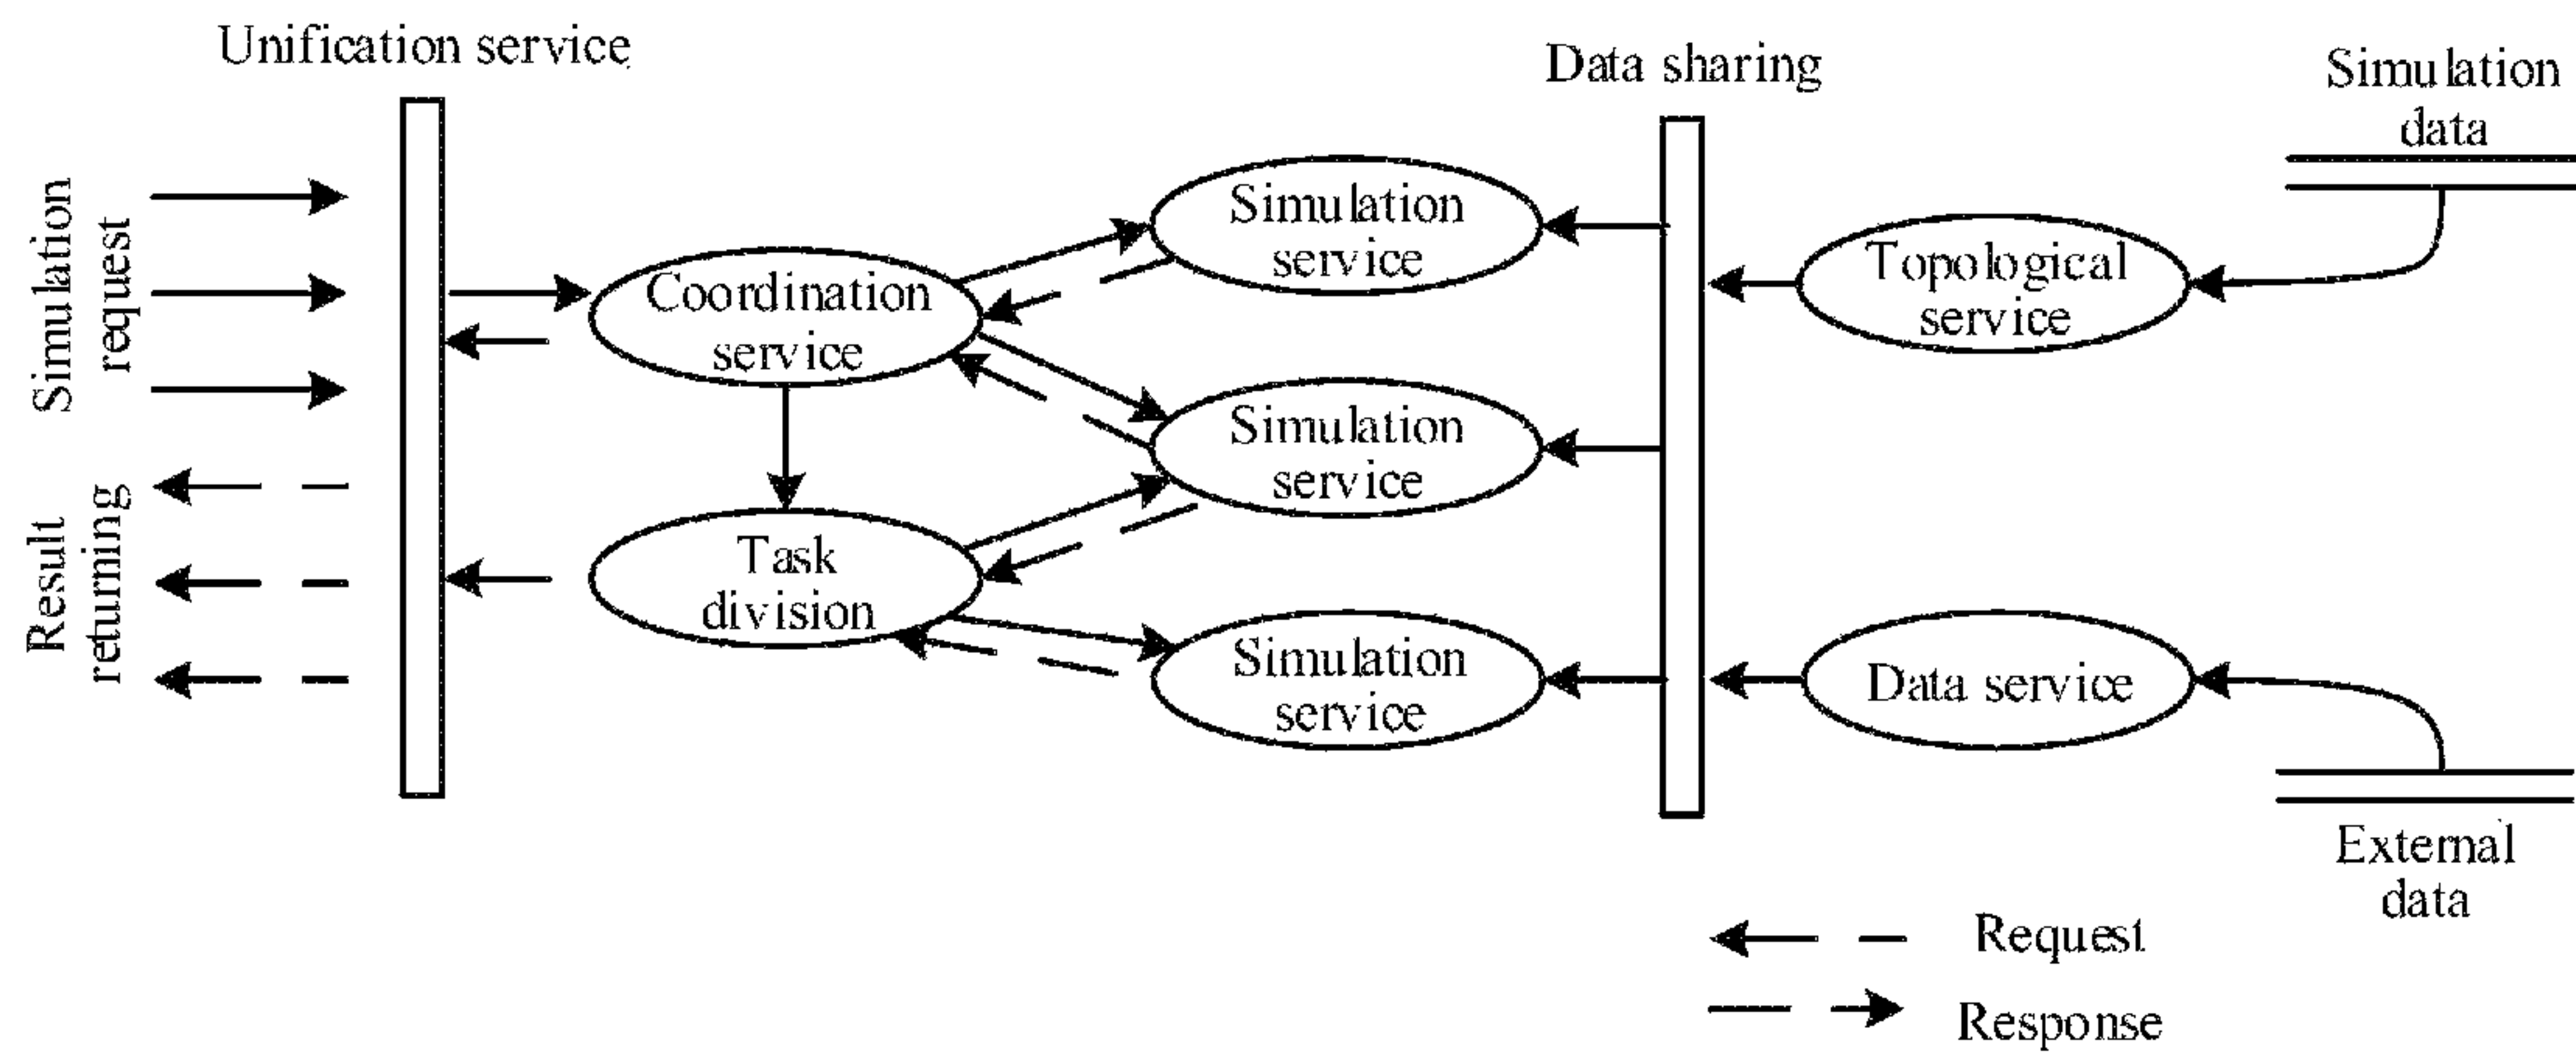 Unification service
Data sharing
Simulation
data
Simulation
request
Result
returning
Coordination
service
Task
division
Simulation
service
Simulation
service
Simulation
service
Topological
service
Data service
External
data
Request
Response